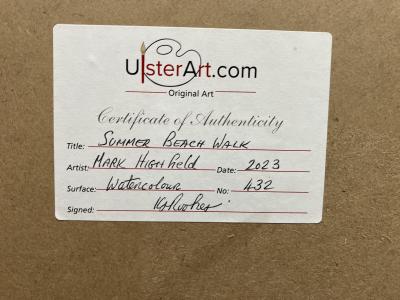 UlsterArt.com
Original Art
Certificate of Authenticity
Title: SUMMER BEACH WALK
Artist: MARK HIGHFIELD Date: 2023
Surface: Watercolour No: 432
Signed: